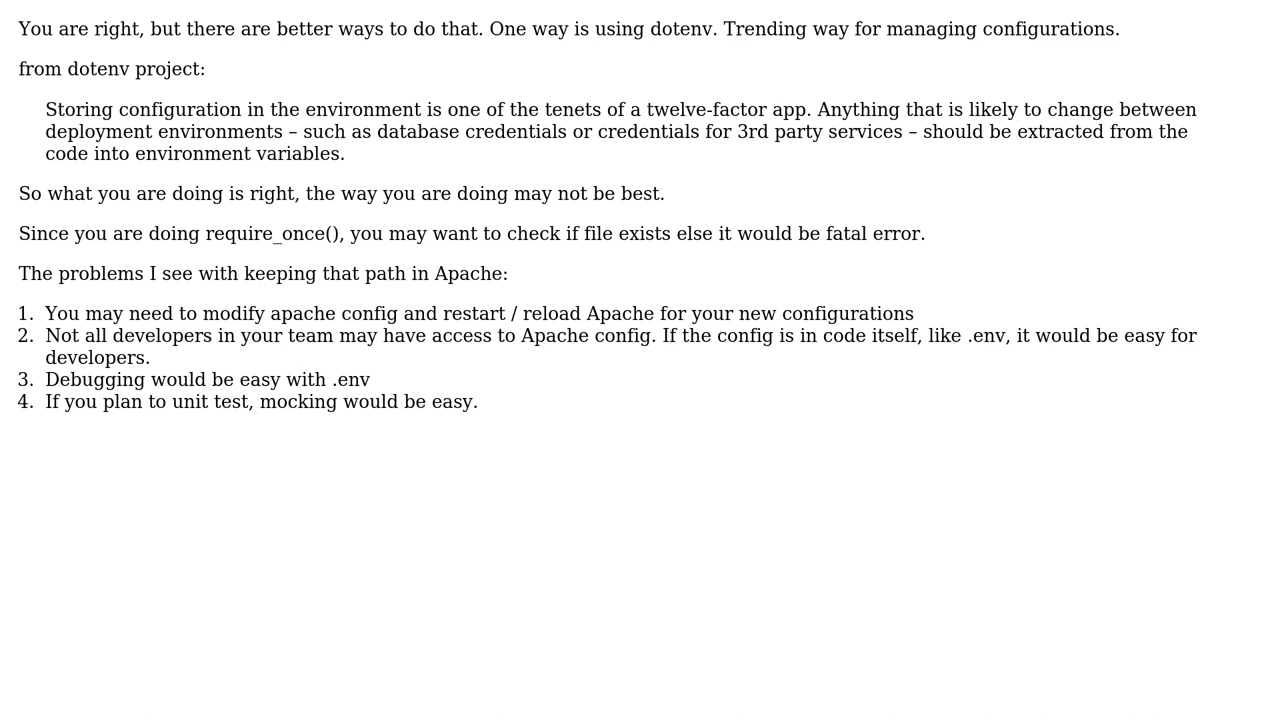 You are right, but there are better ways to do that. One way is using dotenv. Trending way for managing configurations.
from dotenv project:
Storing configuration in the environment is one of the tenets of a twelve-factor app. Anything that is likely to change between
deployment environments – such as database credentials or credentials for 3rd party services – should be extracted from the
code into environment variables.
So what you are doing is right, the way you are doing may not be best.
Since you are doing require_once(), you may want to check if file exists else it would be fatal error.
The problems I see with keeping that path in Apache:
1. You may need to modify apache config and restart / reload Apache for your new configurations
2. Not all developers in your team may have access to Apache config. If the config is in code itself, like .env, it would be easy for
developers.
3. Debugging would be easy with .env
4. If you plan to unit test, mocking would be easy.